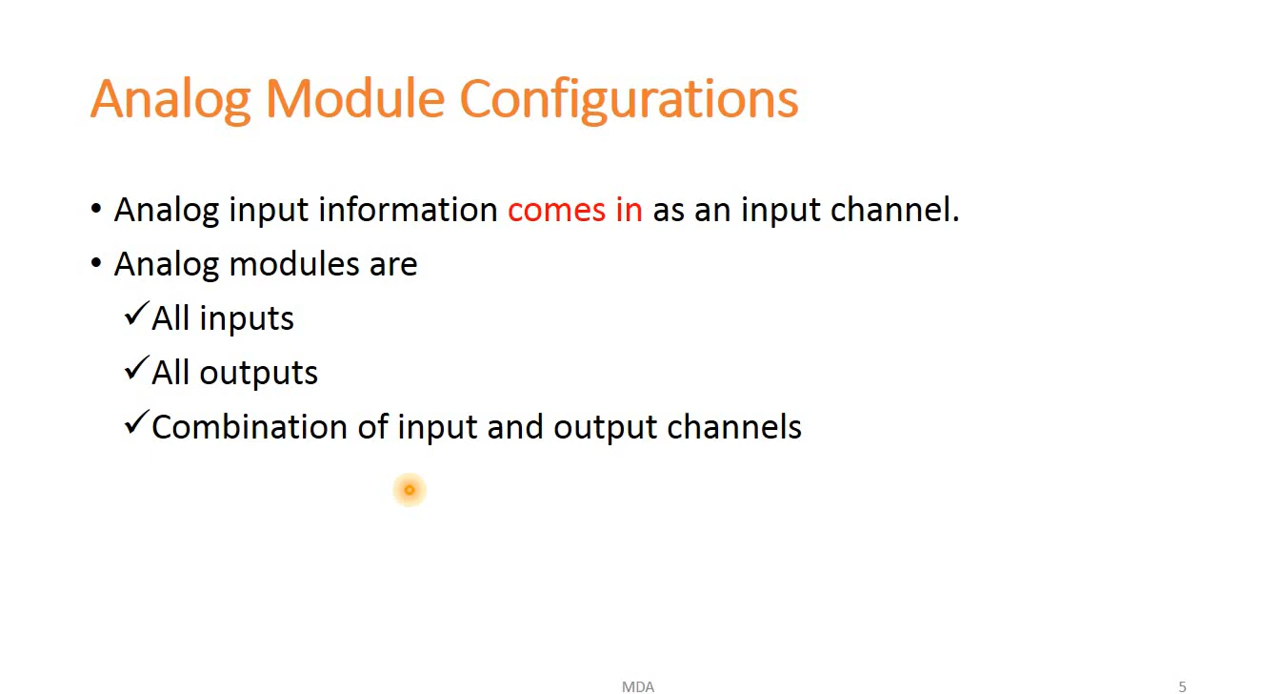 Analog Module Configurations
• Analog input information comes in as an input channel.
• Analog modules are
✓All inputs
✓All outputs
✓Combination of input and output channels
MDA
5